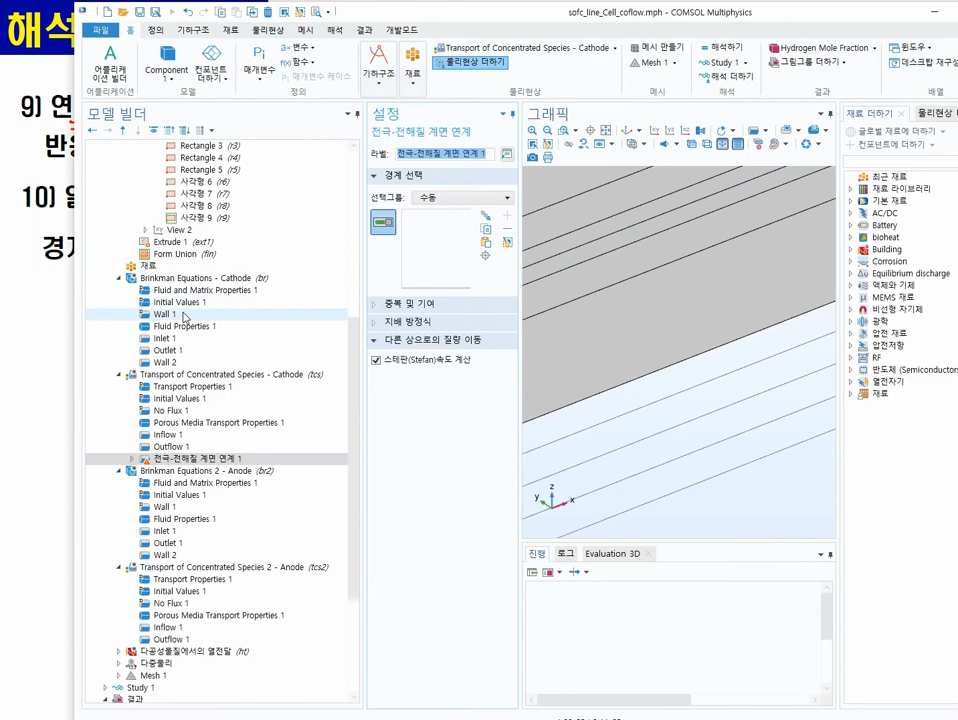 해석
9) 연
반응
10)
경계
sofc_line_Cell_coflow.mph - COMSOL Multiphysics
파일 홈 정의 기하구조 재료 물리현상 메시 해석 결과 개발모드
어플리케이션 빌더
어플리케이션
Component 1
컴포넌트 더하기
매개변수
a= 변수
f(x) 함수
Pi 매개변수 케이스
정의
기하구조
재료
Transport of Concentrated Species - Cathode
물리현상 더하기
물리현상
메시 만들기
Mesh 1
메시
= 해석하기
Study 1
해석 더하기
해석
Hydrogen Mole Fraction
그림그룹 더하기
결과
윈도우
데스크탑 재구성
배열
모델 빌더
Rectangle 3 (r3)
Rectangle 4 (r4)
Rectangle 5 (r5)
사각형 6 (r6)
사각형 7 (r7)
사각형 8 (r8)
사각형 9 (r9)
View 2
Extrude 1 (ext1)
Form Union (fin)
재료
Brinkman Equations - Cathode (br)
Fluid and Matrix Properties 1
Initial Values 1
Wall 1
Fluid Properties 1
Inlet 1
Outlet 1
Wall 2
Transport of Concentrated Species - Cathode (tcs)
Transport Properties 1
Initial Values 1
No Flux 1
Porous Media Transport Properties 1
Inflow 1
Outflow 1
전극-전해질 계면 연계 1
Brinkman Equations 2 - Anode (br2)
Fluid and Matrix Properties 1
Initial Values 1
Wall 1
Fluid Properties 1
Inlet 1
Outlet 1
Wall 2
Transport of Concentrated Species 2 - Anode (tcs2)
Transport Properties 1
Initial Values 1
No Flux 1
Porous Media Transport Properties 1
Inflow 1
Outflow 1
다공성물질에서의 열전달 (ht)
다중물리
Mesh 1
Study 1
결과
설정
전극-전해질 계면 연계
라벨: 전극-전해질 계면 연계 1
경계 선택
선택그룹: 수동
중복 및 기여
지배 방정식
다른 상으로의 질량 이동
스테판(Stefan)속도 계산
그래픽
z
y x
진행 로그 Evaluation 3D
재료 더하기 물리현상
글로벌 재료에 더하기
컴포넌트에 더하기
최근 재료
재료 라이브러리
기본 재료
AC/DC
Battery
bioheat
Building
Corrosion
Equilibrium discharge
액체와 기체
MEMS 재료
비선형 자기체
광학
압전 재료
압전저항
RF
반도체 (Semiconductors
열전자기
재료